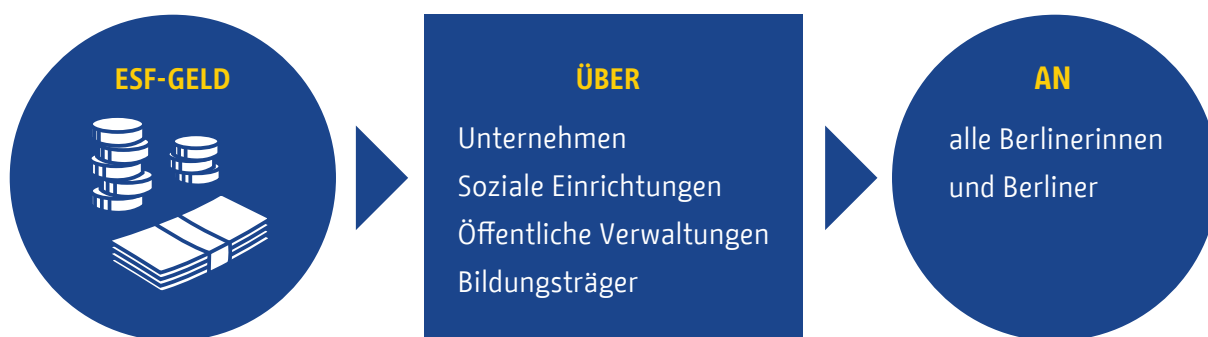 ESF-GELD
ÜBER
Unternehmen
Soziale Einrichtungen
Öffentliche Verwaltungen
Bildungsträger
AN
alle Berlinerinnen
und Berliner